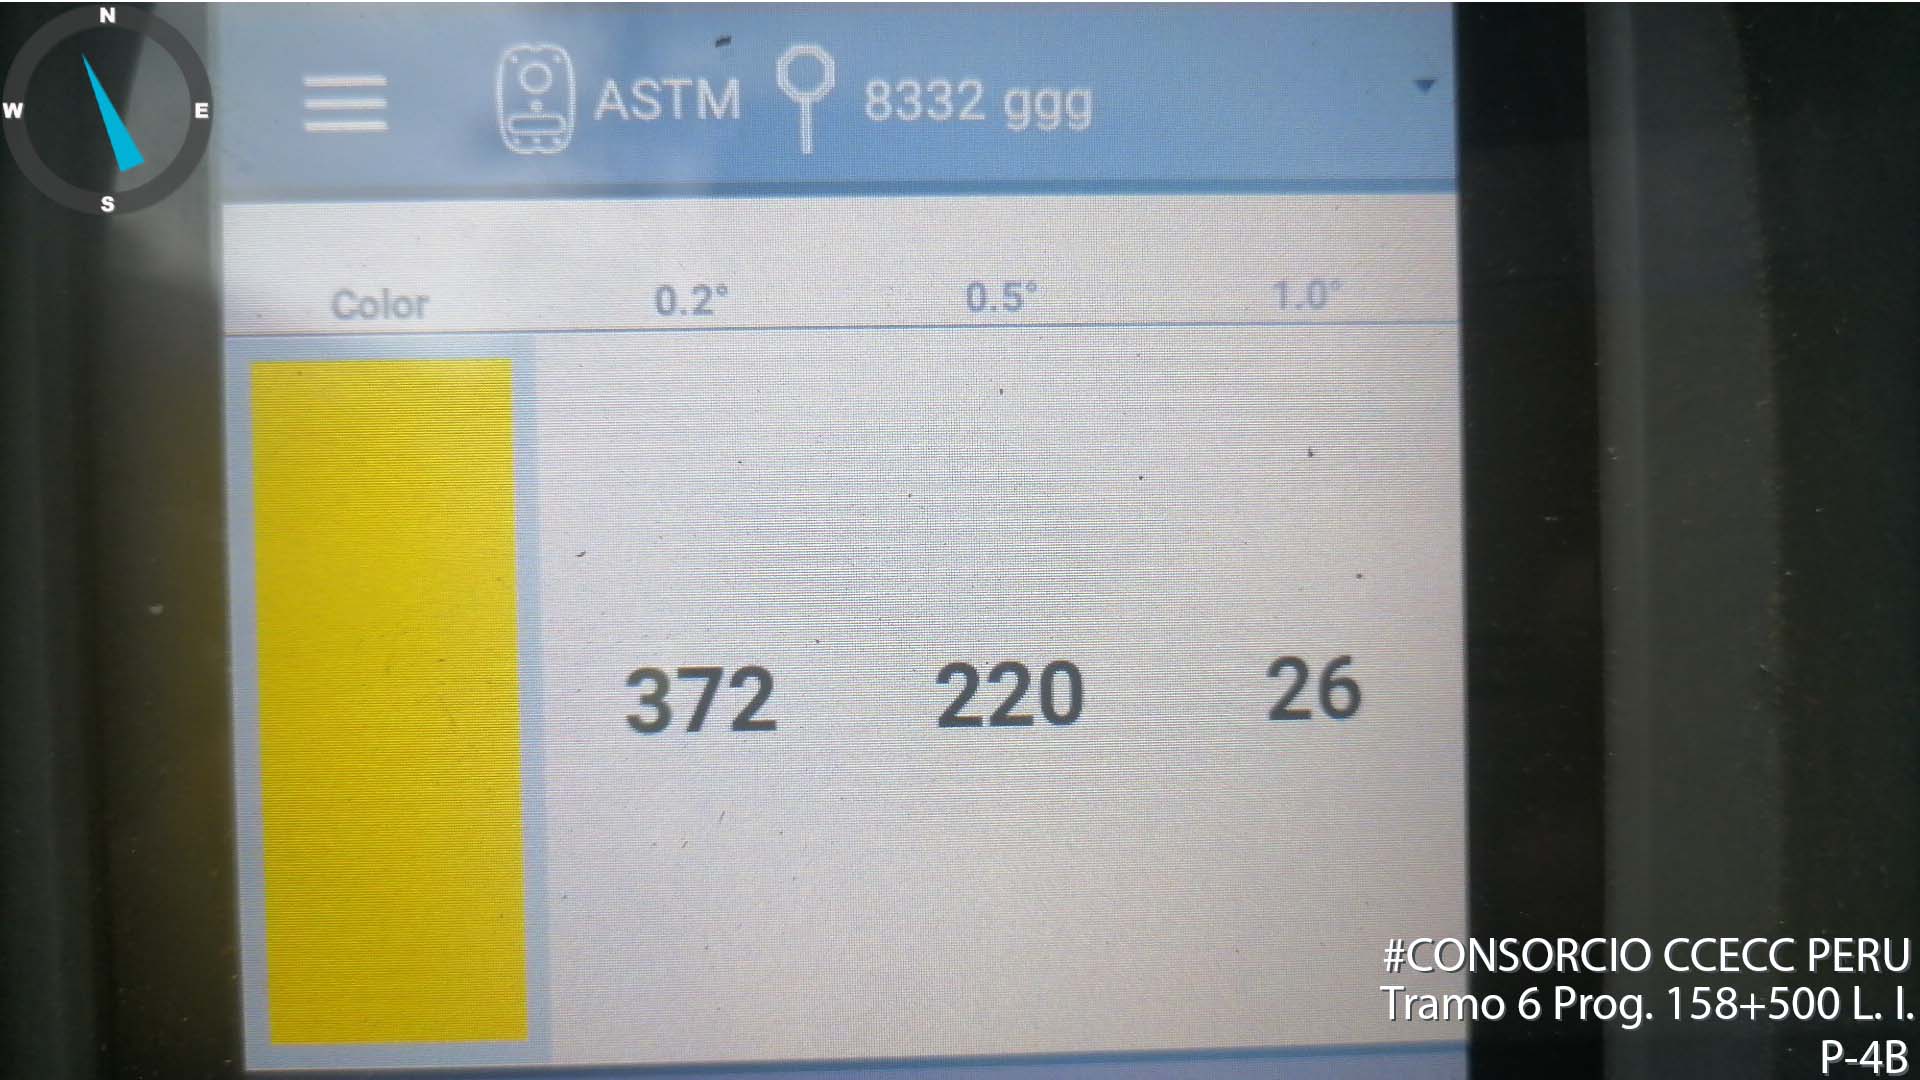 N
W E
S
ASTM 8332 ggg
Color 0.2° 0.5° 1.0°
372 220 26
#CONSORCIO CCECC PERU
Tramo 6 Prog. 158+500 L. I.
P-4B